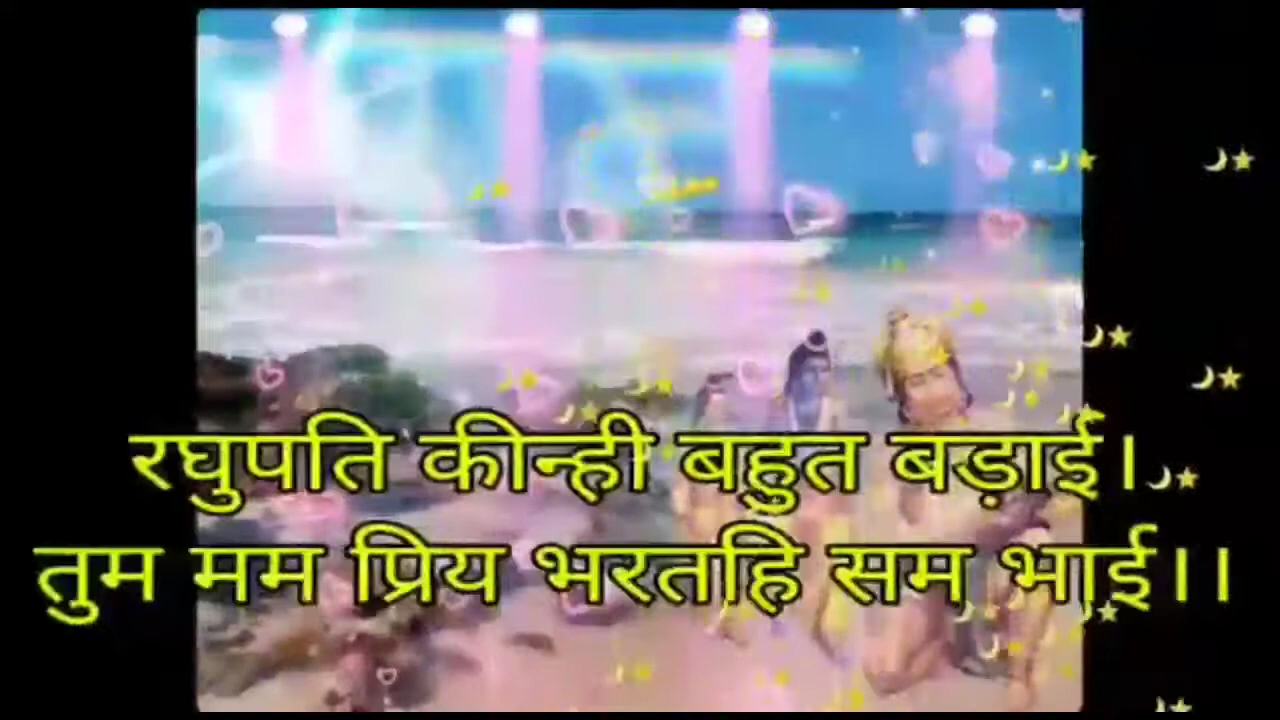 रघुपति कीन्ही बहुत बड़ाई।
तुम मम प्रिय भरतहि सम भाई।।